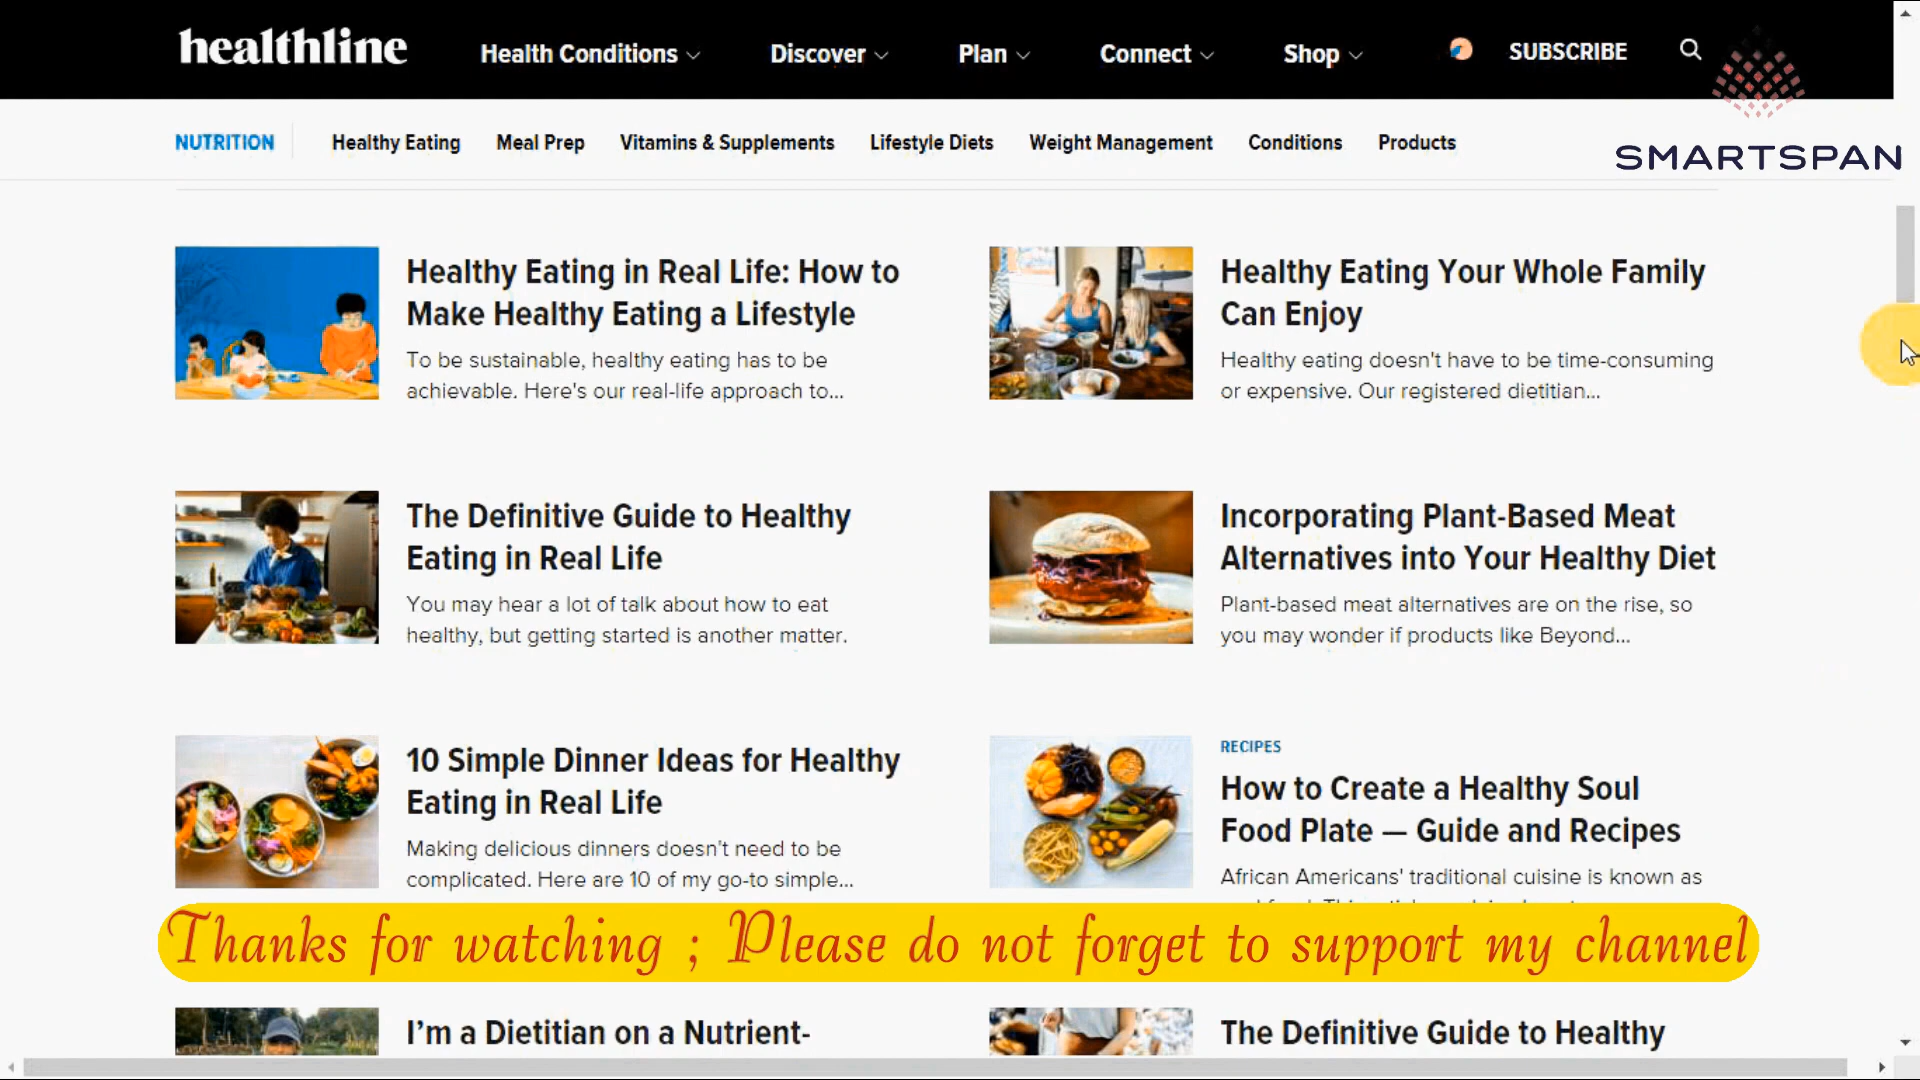 healthline
Health Conditions
Discover
Plan
Connect
Shop
SUBSCRIBE
NUTRITION
Healthy Eating
Meal Prep
Vitamins & Supplements
Lifestyle Diets
Weight Management
Conditions
Products
SMARTSPAN
Healthy Eating in Real Life: How to
Make Healthy Eating a Lifestyle
To be sustainable, healthy eating has to be
achievable. Here's our real-life approach to...
Healthy Eating Your Whole Family
Can Enjoy
Healthy eating doesn't have to be time-consuming
or expensive. Our registered dietitian...
The Definitive Guide to Healthy
Eating in Real Life
You may hear a lot of talk about how to eat
healthy, but getting started is another matter.
Incorporating Plant-Based Meat
Alternatives into Your Healthy Diet
Plant-based meat alternatives are on the rise, so
you may wonder if products like Beyond...
10 Simple Dinner Ideas for Healthy
Eating in Real Life
Making delicious dinners doesn't need to be
complicated. Here are 10 of my go-to simple...
RECIPES
How to Create a Healthy Soul
Food Plate — Guide and Recipes
African Americans' traditional cuisine is known as
Thanks for watching ; Please do not forget to support my channel
I'm a Dietitian on a Nutrient-
The Definitive Guide to Healthy